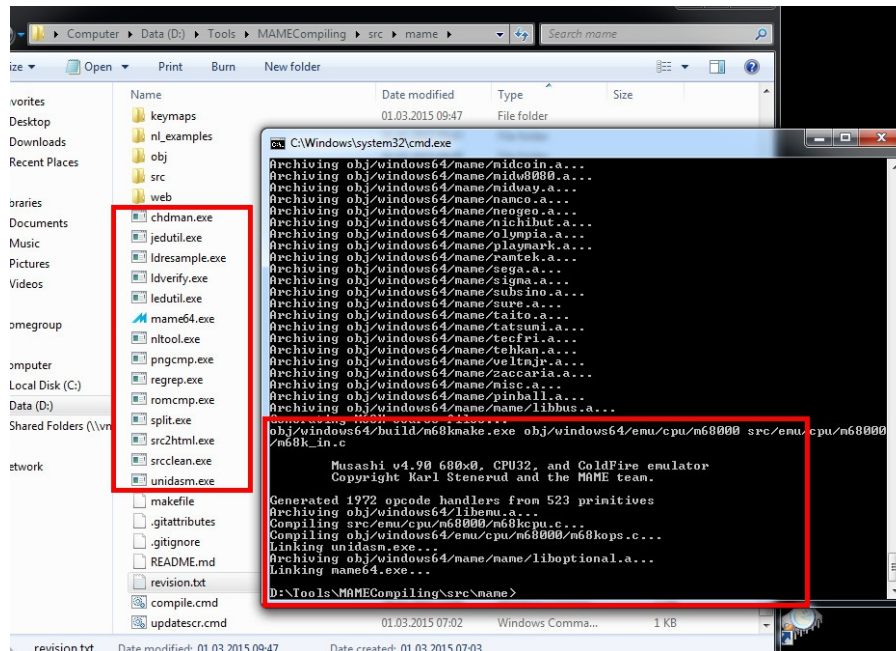 Computer ▸ Data (D:) ▸ Tools ▸ MAMECompiling ▸ src ▸ mame ▸
Search mame
Open Print Burn New folder
Name Date modified Type Size
keymaps 01.03.2015 09:47 File folder
nl_examples
obj
src
web
chdman.exe
jedutil.exe
ldresample.exe
ldverify.exe
ledutil.exe
mame64.exe
nltool.exe
pngcmp.exe
regrep.exe
romcmp.exe
split.exe
src2html.exe
srcclean.exe
unidasm.exe
makefile
.gitattributes
.gitignore
README.md
revision.txt
compile.cmd
updatescr.cmd 01.03.2015 07:02 Windows Comma... 1 KB
vorites
Desktop
Downloads
Recent Places
braries
Documents
Music
Pictures
Videos
omegroup
omputer
Local Disk (C:)
Data (D:)
Shared Folders (\\vn
etwork
C:\Windows\system32\cmd.exe
Archiving obj/windows64/mame/midcoin.a...
Archiving obj/windows64/mame/midw8080.a...
Archiving obj/windows64/mame/midway.a...
Archiving obj/windows64/mame/namco.a...
Archiving obj/windows64/mame/neogeo.a...
Archiving obj/windows64/mame/nichibut.a...
Archiving obj/windows64/mame/olympia.a...
Archiving obj/windows64/mame/playmark.a...
Archiving obj/windows64/mame/ramtek.a...
Archiving obj/windows64/mame/sega.a...
Archiving obj/windows64/mame/sigma.a...
Archiving obj/windows64/mame/subsino.a...
Archiving obj/windows64/mame/sure.a...
Archiving obj/windows64/mame/taito.a...
Archiving obj/windows64/mame/tatsumi.a...
Archiving obj/windows64/mame/tecfri.a...
Archiving obj/windows64/mame/tehkan.a...
Archiving obj/windows64/mame/veltmjr.a...
Archiving obj/windows64/mame/zaccaria.a...
Archiving obj/windows64/mame/misc.a...
Archiving obj/windows64/mame/pinball.a...
Archiving obj/windows64/mame/mame/libbus.a...
Generating M68K source files...
obj/windows64/build/m68kmake.exe obj/windows64/emu/cpu/m68000 src/emu/cpu/m68000
/m68k_in.c
Musashi v4.90 680x0, CPU32, and ColdFire emulator
Copyright Karl Stenerud and the MAME team.
Generated 1972 opcode handlers from 523 primitives
Archiving obj/windows64/libemu.a...
Compiling src/emu/cpu/m68000/m68kcpu.c...
Compiling obj/windows64/emu/cpu/m68000/m68kops.c...
Linking unidasm.exe...
Archiving obj/windows64/mame/mame/liboptional.a...
Linking mame64.exe...
D:\Tools\MAMECompiling\src\mame>
revision.txt Date modified: 01.03.2015 09:47 Date created: 01.03.2015 07:03